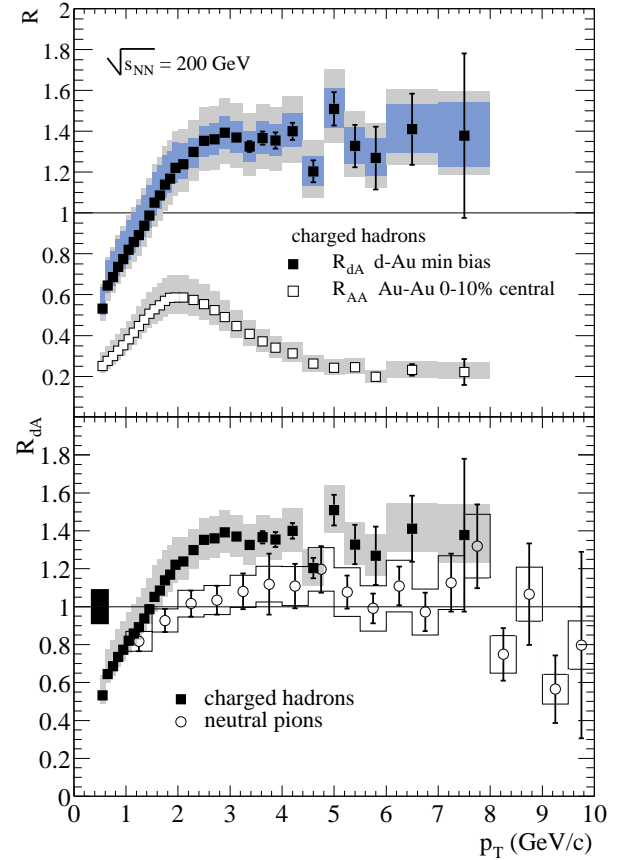 R
2
1.8
√s_NN = 200 GeV
1.6
1.4
1.2
1
0.8
charged hadrons
R_dA d-Au min bias
0.6
R_AA Au-Au 0-10% central
0.4
0.2
R_dA
1.8
1.6
1.4
1.2
1
0.8
0.6
0.4
charged hadrons
neutral pions
0.2
0
0 1 2 3 4 5 6 7 8 9 10
p_T (GeV/c)